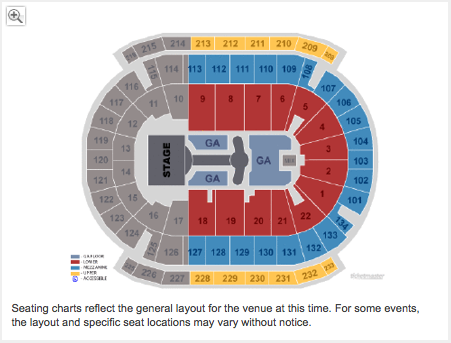 215 214 213 212 211 210 209
114 113 112 111 110 109 108
116 107
117 11 10 9 8 7 6 5 106
118 12 4 105
119 13 GA 3 104
120 STAGE GA 103
121 14 GA 2 102
122 15 1 101
123 16 17 18 19 20 21 22 134
124 133
125 126 127 128 129 130 131 132
226 227 228 229 230 231 232 233
- LOWER
- MEZZANINE
- UPPER
- ACCESSIBLE
Ticketmaster
Seating charts reflect the general layout for the venue at this time. For some events,
the layout and specific seat locations may vary without notice.